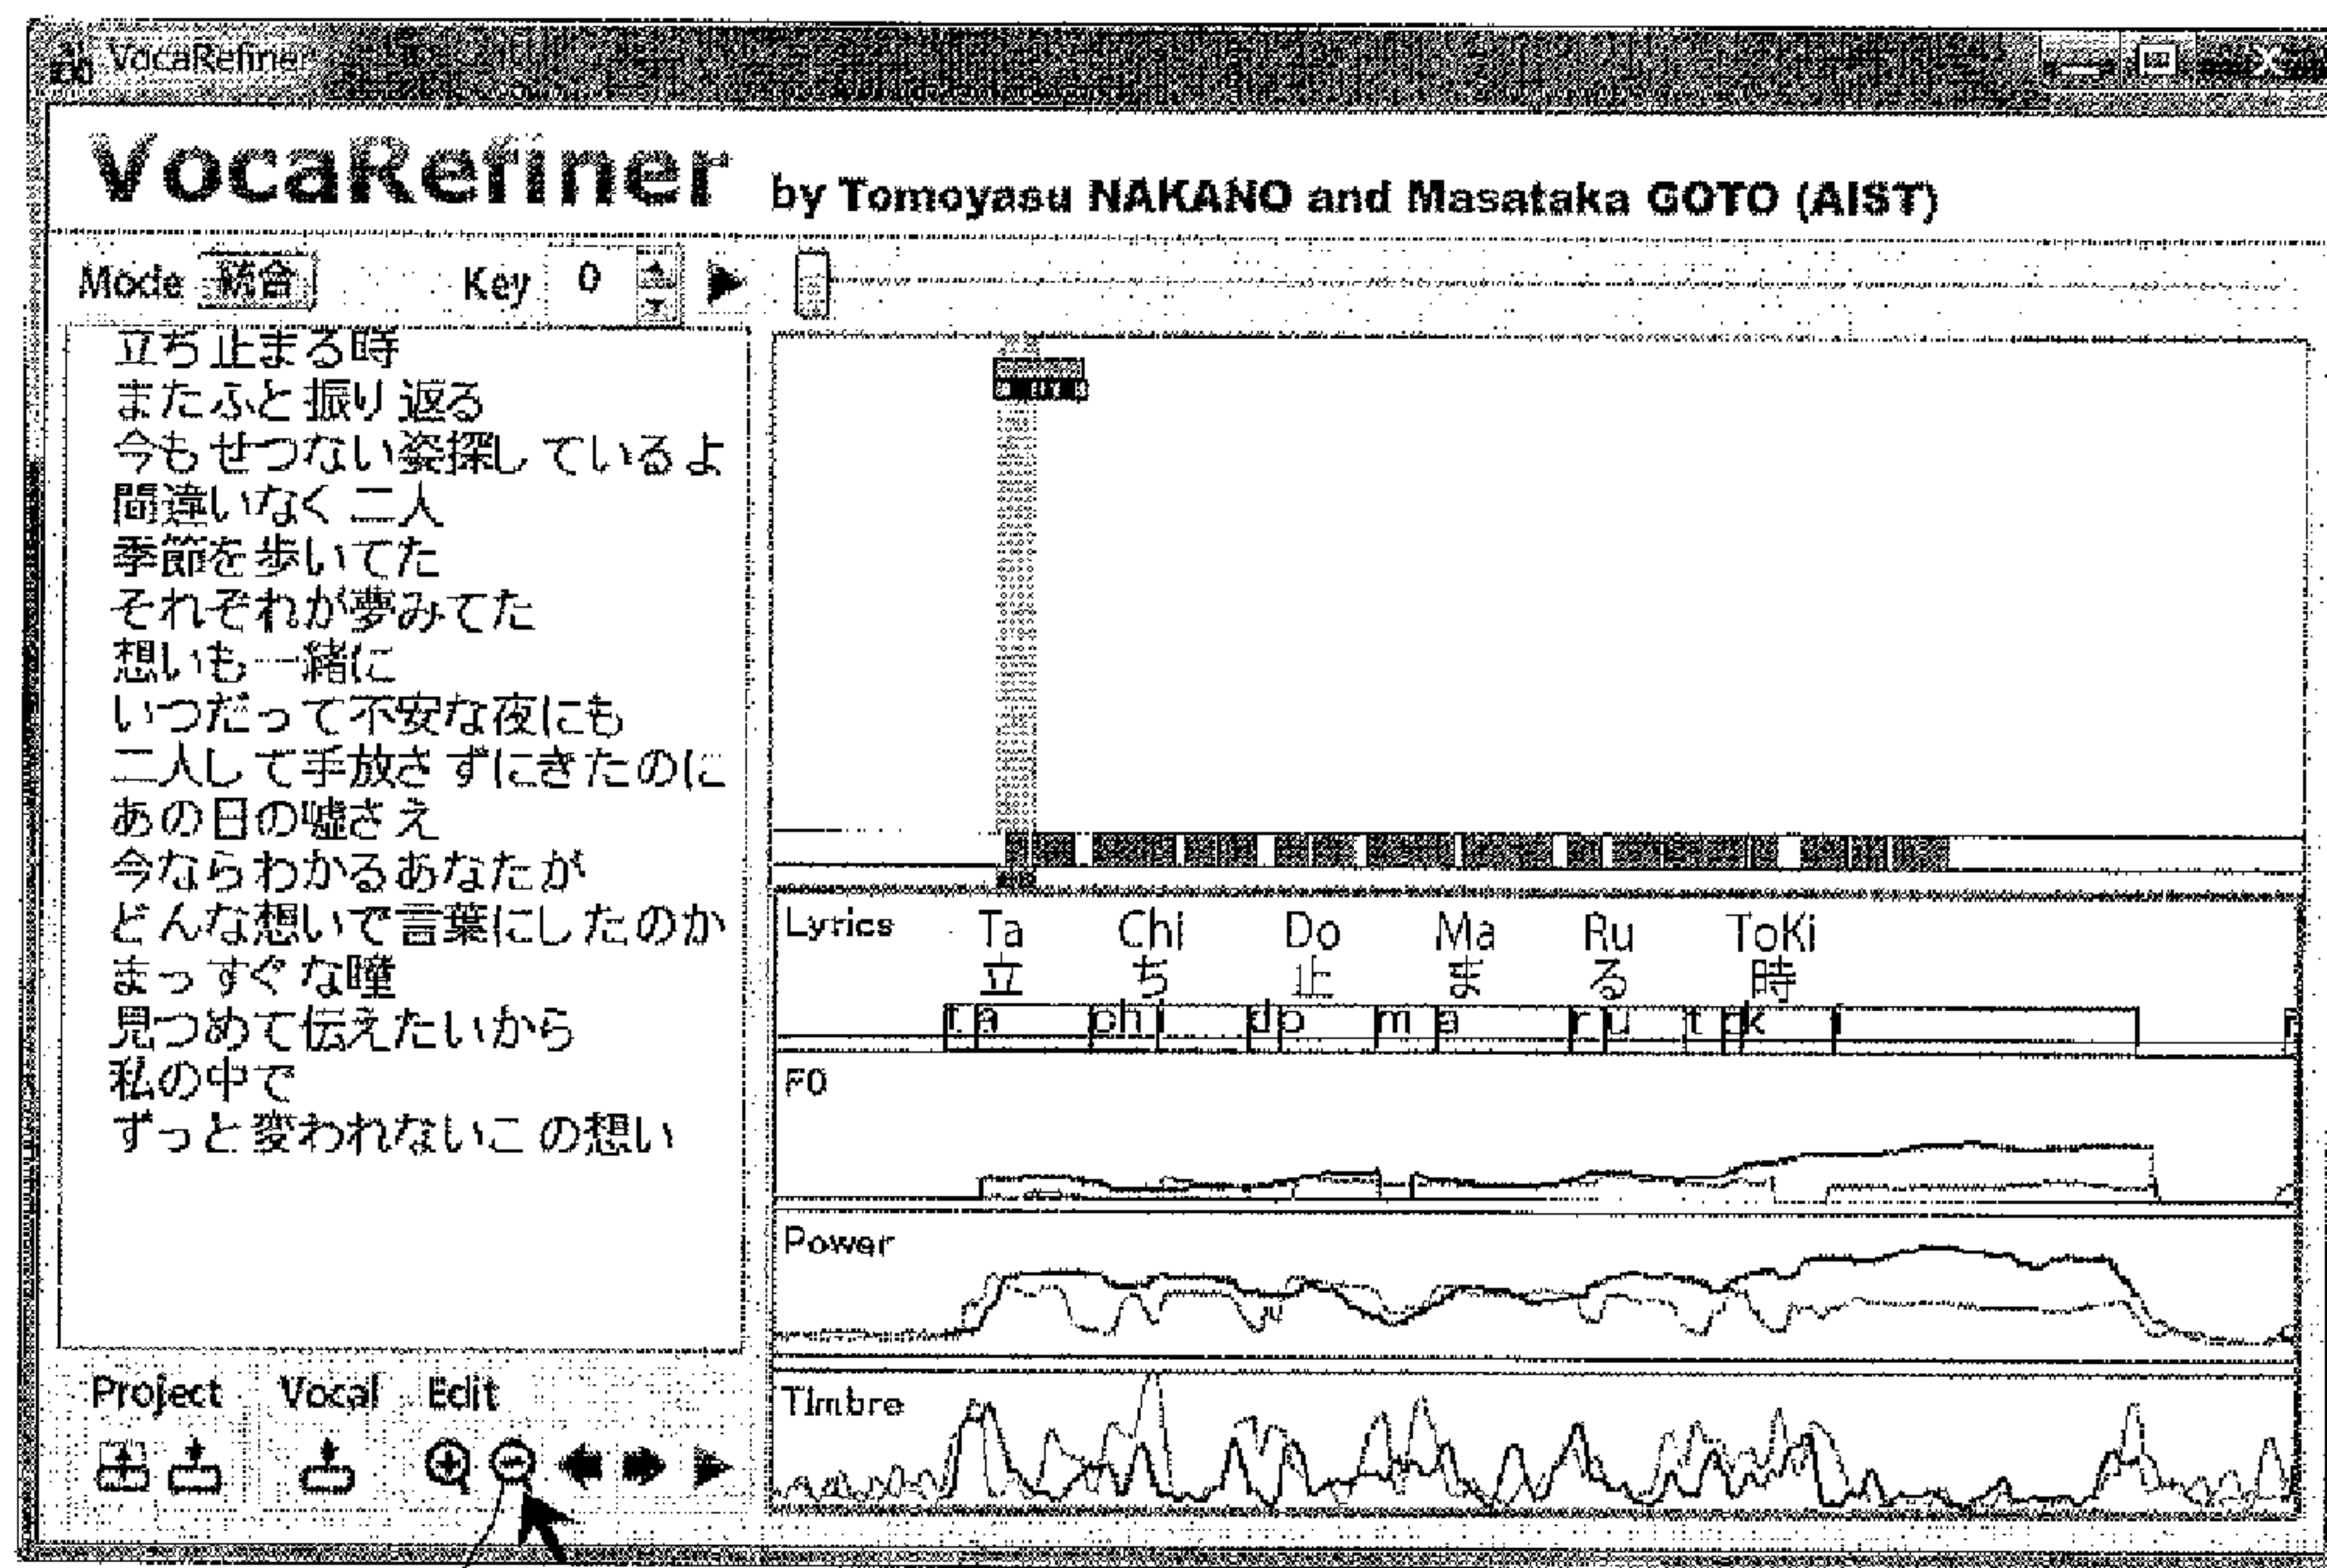 VocaRefiner
VocaRefiner by Tomoyasu NAKANO and Masataka GOTO (AIST)
Mode 統合 Key 0
立ち止まる時
またふと振り返る
今もせつない姿探しているよ
間違いなく二人
季節を歩いてた
それぞれが夢みてた
想いも一緒に
いつだって不安な夜にも
二人して手放さずにきたのに
あの日の嘘さえ
今ならわかるあなたが
どんな想いで言葉にしたのか
まっすぐな瞳
見つめて伝えたいから
私の中で
ずっと変われないこの想い
Project Vocal Edit
Lyrics Ta Chi Do Ma Ru ToKi
立 ち 止 ま る 時
t a ch i d o m a r u t o k i
F0
Power
Timbre